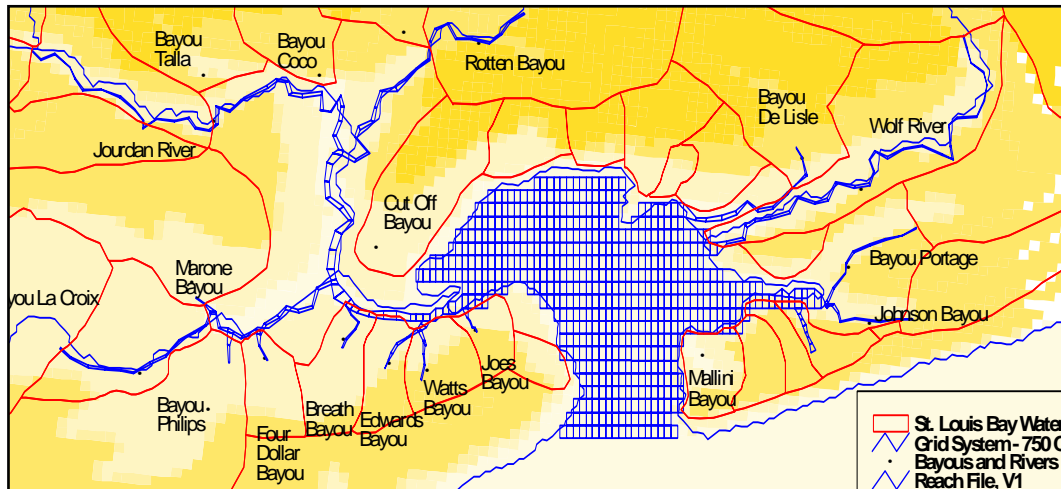 Bayou
Talla
Bayou
Coco
Rotten Bayou
Bayou
De Lisle
Wolf River
Jourdan River
Cut Off
Bayou
Marone
Bayou
Bayou Portage
you La Croix
Johnson Bayou
Joes
Bayou
Mallini
Bayou
Watts
Bayou
Bayou
Philips
Breath
Bayou
Edwards
Bayou
Four
Dollar
Bayou
St. Louis Bay Water
Grid System - 750 C
Bayous and Rivers
Reach File, V1